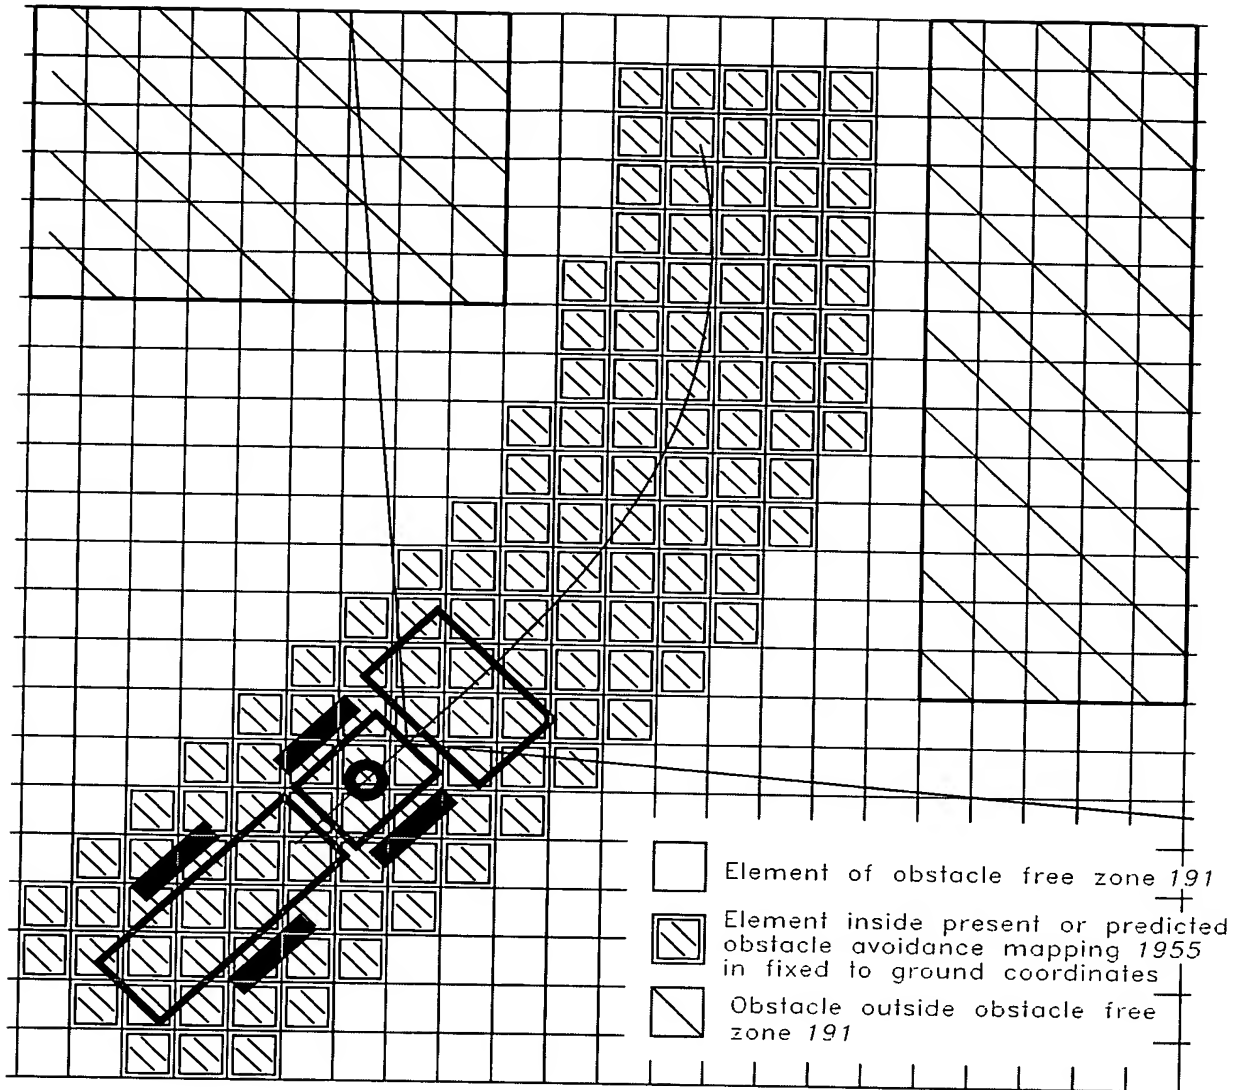 Element of obstacle free zone 191
Element inside present or predicted
obstacle avoidance mapping 1955
in fixed to ground coordinates
Obstacle outside obstacle free
zone 191